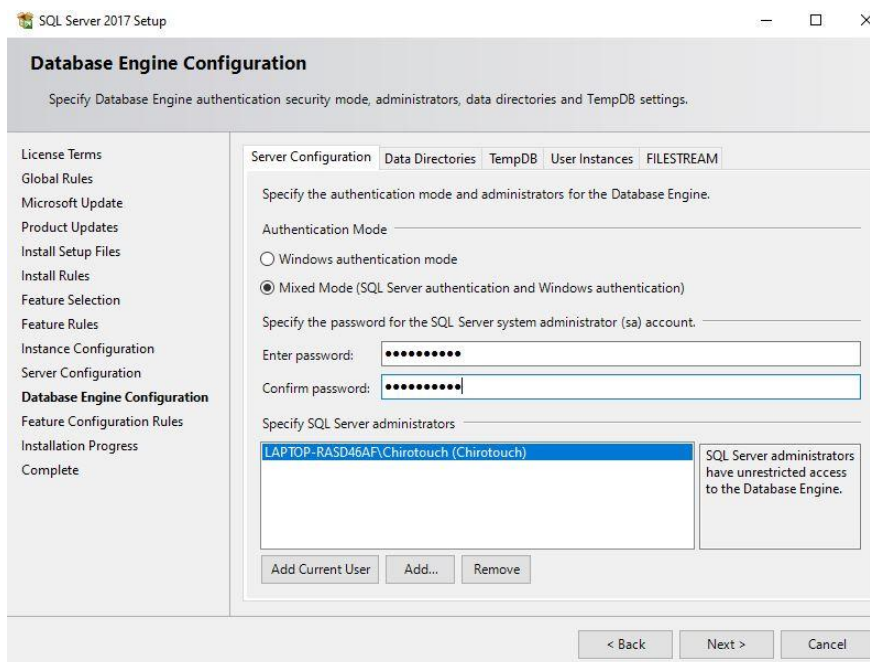 SQL Server 2017 Setup
Database Engine Configuration
Specify Database Engine authentication security mode, administrators, data directories and TempDB settings.
License Terms
Global Rules
Microsoft Update
Product Updates
Install Setup Files
Install Rules
Feature Selection
Feature Rules
Instance Configuration
Server Configuration
Database Engine Configuration
Feature Configuration Rules
Installation Progress
Complete
Server Configuration Data Directories TempDB User Instances FILESTREAM
Specify the authentication mode and administrators for the Database Engine.
Authentication Mode
Windows authentication mode
Mixed Mode (SQL Server authentication and Windows authentication)
Specify the password for the SQL Server system administrator (sa) account.
Enter password: ●●●●●●●●●●
Confirm password: ●●●●●●●●●●
Specify SQL Server administrators
LAPTOP-RASD46AF\Chirotouch (Chirotouch)
SQL Server administrators
have unrestricted access
to the Database Engine.
Add Current User Add... Remove
< Back Next > Cancel